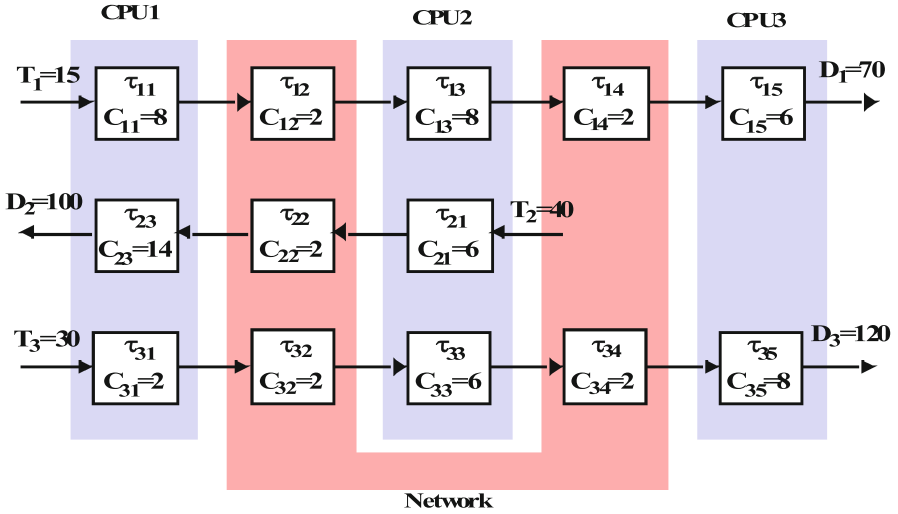 CPU1
CPU2
CPU3
T1=15
τ11
C11=8
τ12
C12=2
τ13
C13=8
τ14
C14=2
τ15
C15=6
D1=70
D2=100
τ23
C23=14
τ22
C22=2
τ21
C21=6
T2=40
T3=30
τ31
C31=2
τ32
C32=2
τ33
C33=6
τ34
C34=2
τ35
C35=8
D3=120
Network